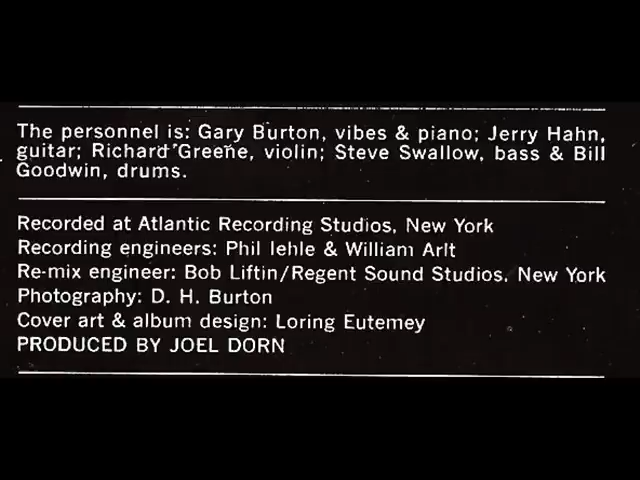 The personnel is: Gary Burton, vibes & piano; Jerry Hahn,
guitar; Richard Greene, violin; Steve Swallow, bass & Bill
Goodwin, drums.
Recorded at Atlantic Recording Studios, New York
Recording engineers: Phil Iehle & William Arlt
Re-mix engineer: Bob Liftin/Regent Sound Studios, New York
Photography: D. H. Burton
Cover art & album design: Loring Eutemey
PRODUCED BY JOEL DORN